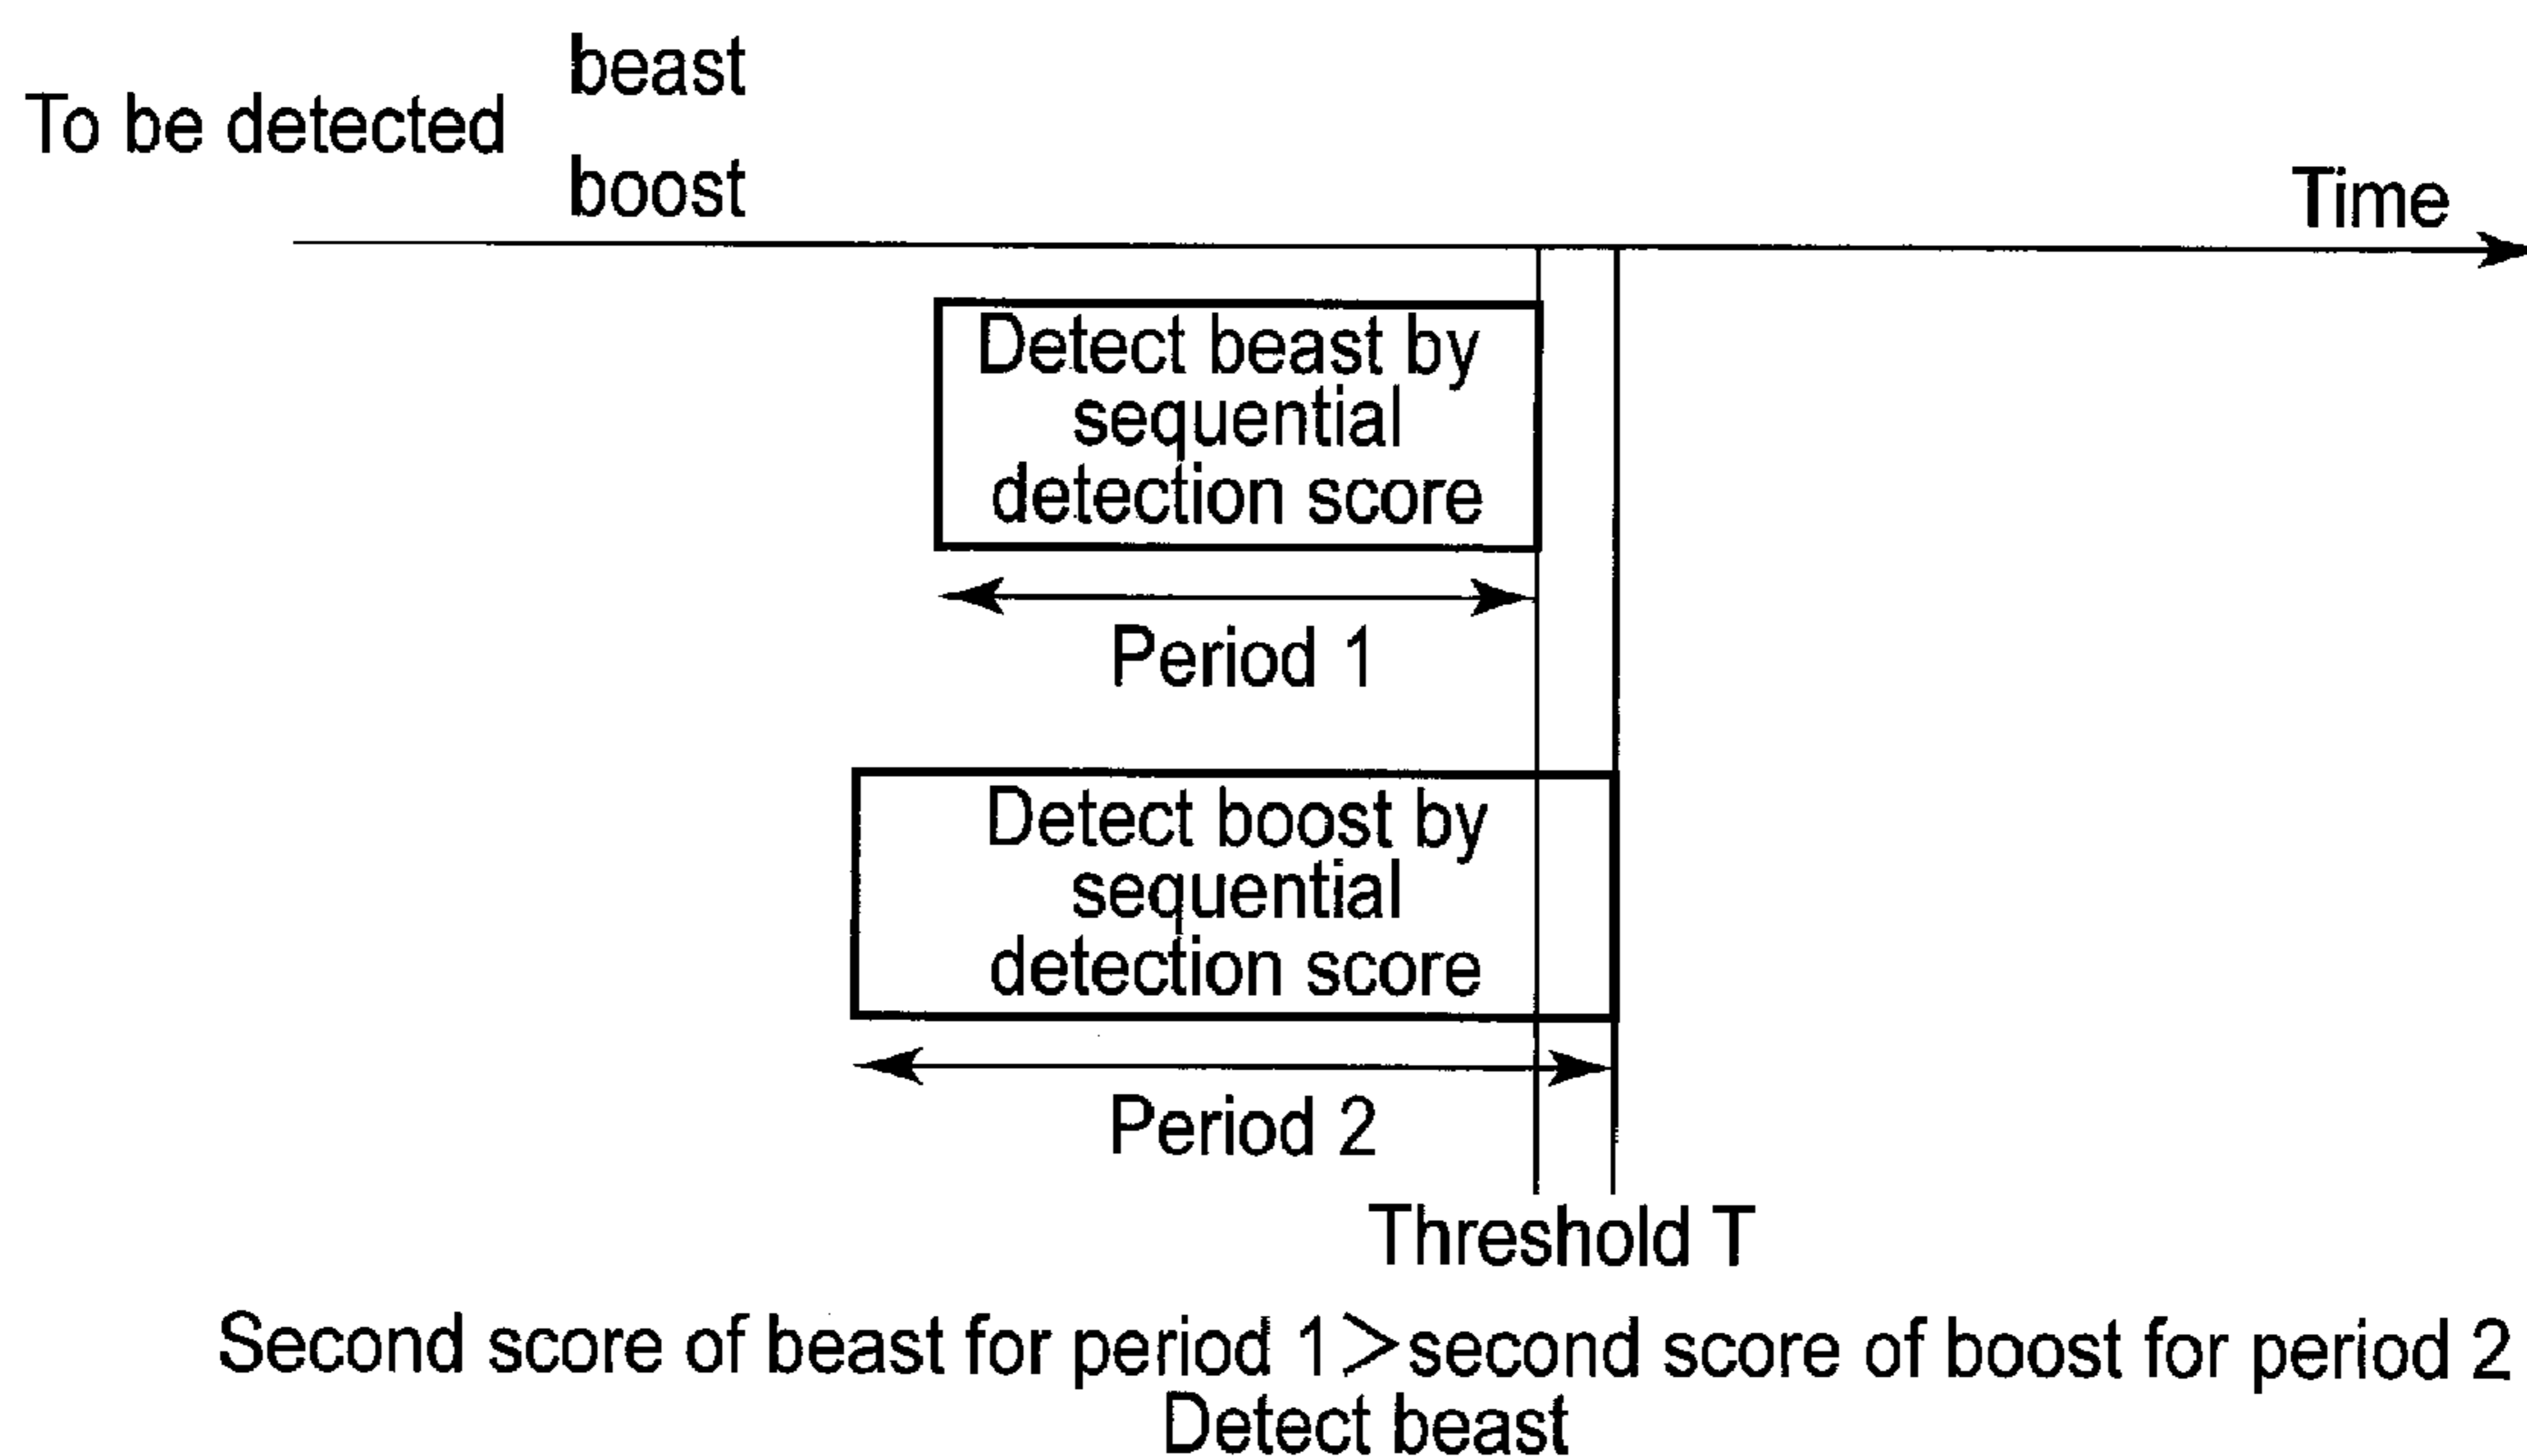 beast
To be detected
boost
Time
Detect beast by
sequential
detection score
Period 1
Detect boost by
sequential
detection score
Period 2
Threshold T
Second score of beast for period 1>second score of boost for period 2
Detect beast